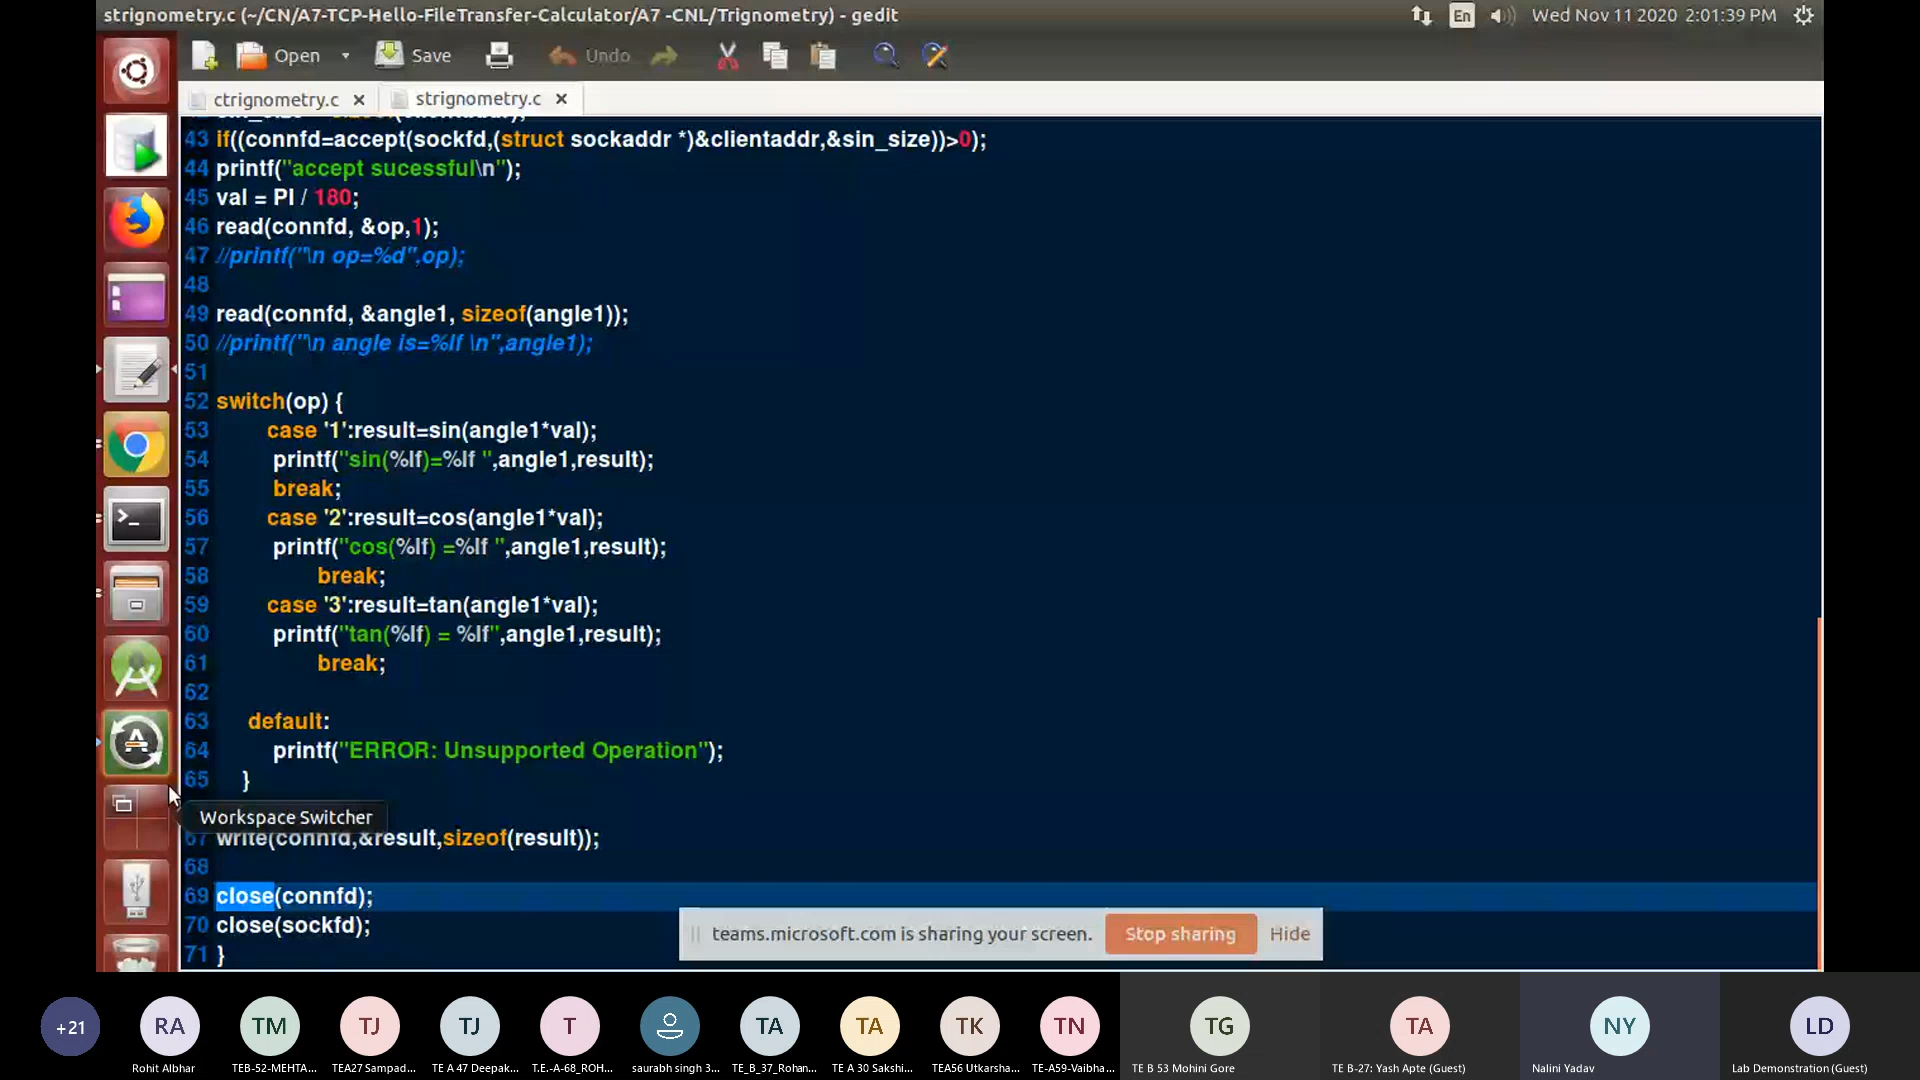 strignometry.c (~/CN/A7-TCP-Hello-FileTransfer-Calculator/A7 -CNL/Trignometry) - gedit
En
Wed Nov 11 2020 2:01:39 PM
Open
Save
Undo
ctrignometry.c
strignometry.c
43 if((connfd=accept(sockfd,(struct sockaddr *)&clientaddr,&sin_size))>0);
44 printf("accept sucessful\n");
45 val = PI / 180;
46 read(connfd, &op,1);
47 //printf("\n op=%d",op);
48
49 read(connfd, &angle1, sizeof(angle1));
50 //printf("\n angle is=%lf \n",angle1);
51
52 switch(op) {
53 case '1':result=sin(angle1*val);
54 printf("sin(%lf)=%lf ",angle1,result);
55 break;
56 case '2':result=cos(angle1*val);
57 printf("cos(%lf) =%lf ",angle1,result);
58 break;
59 case '3':result=tan(angle1*val);
60 printf("tan(%lf) = %lf",angle1,result);
61 break;
62
63 default:
64 printf("ERROR: Unsupported Operation");
65 }
Workspace Switcher
67 write(connfd,&result,sizeof(result));
68
69 close(connfd);
70 close(sockfd);
71 }
teams.microsoft.com is sharing your screen.
Stop sharing
Hide
+21
RA
TM
TJ
TJ
T
TA
TA
TK
TN
TG
TA
NY
LD
Rohit Albhar
TEB-52-MEHTA...
TEA27 Sampad...
TE A 47 Deepak...
T.E.-A-68_ROH...
saurabh singh 3...
TE_B_37_Rohan...
TE A 30 Sakshi...
TEA56 Utkarsha...
TE-A59-Vaibha...
TE B 53 Mohini Gore
TE B-27: Yash Apte (Guest)
Nalini Yadav
Lab Demonstration (Guest)